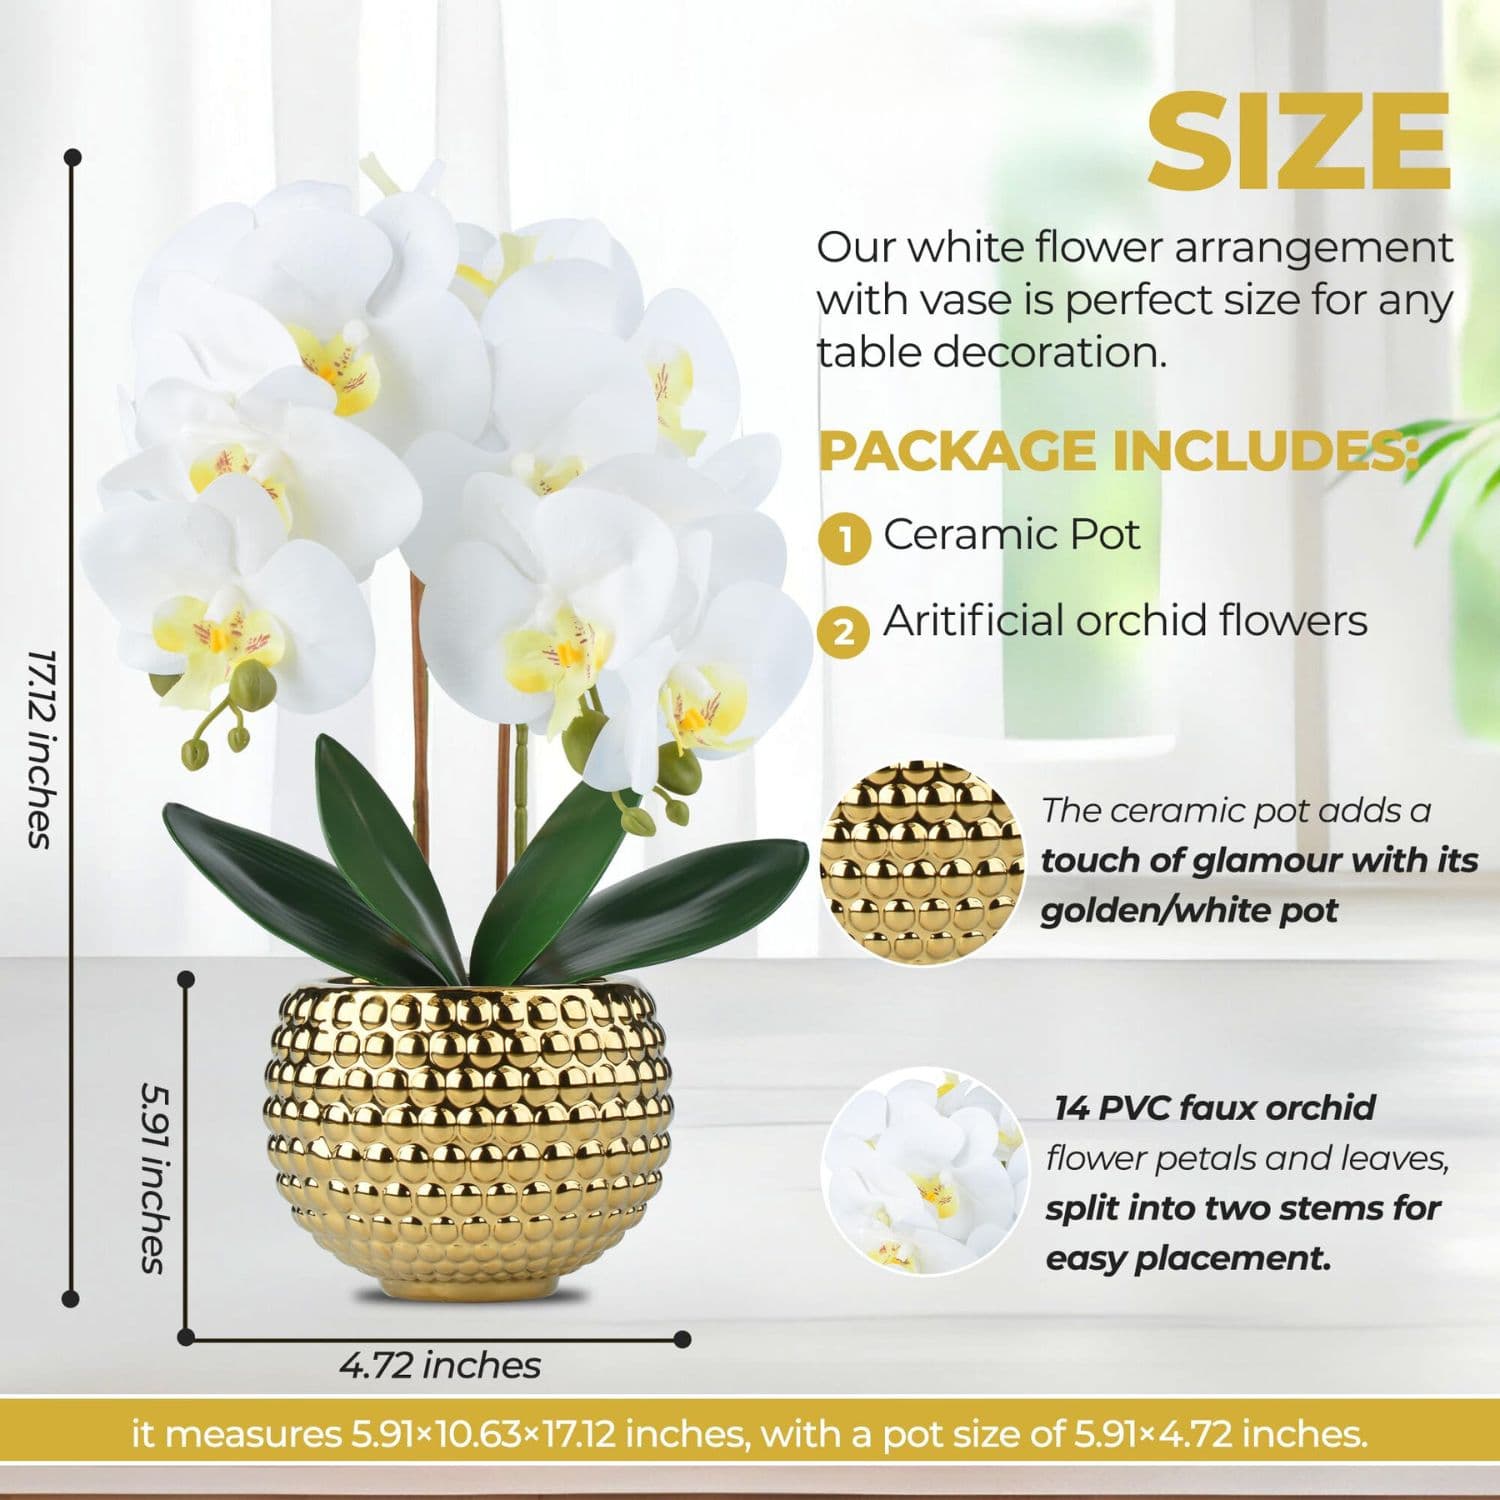 SIZE
Our white flower arrangement
with vase is perfect size for any
table decoration.
PACKAGE INCLUDES:
1 Ceramic Pot
2 Aritificial orchid flowers
17.12 inches
The ceramic pot adds a
touch of glamour with its
golden/white pot
5.91 inches
14 PVC faux orchid
flower petals and leaves,
split into two stems for
easy placement.
4.72 inches
it measures 5.91×10.63×17.12 inches, with a pot size of 5.91×4.72 inches.